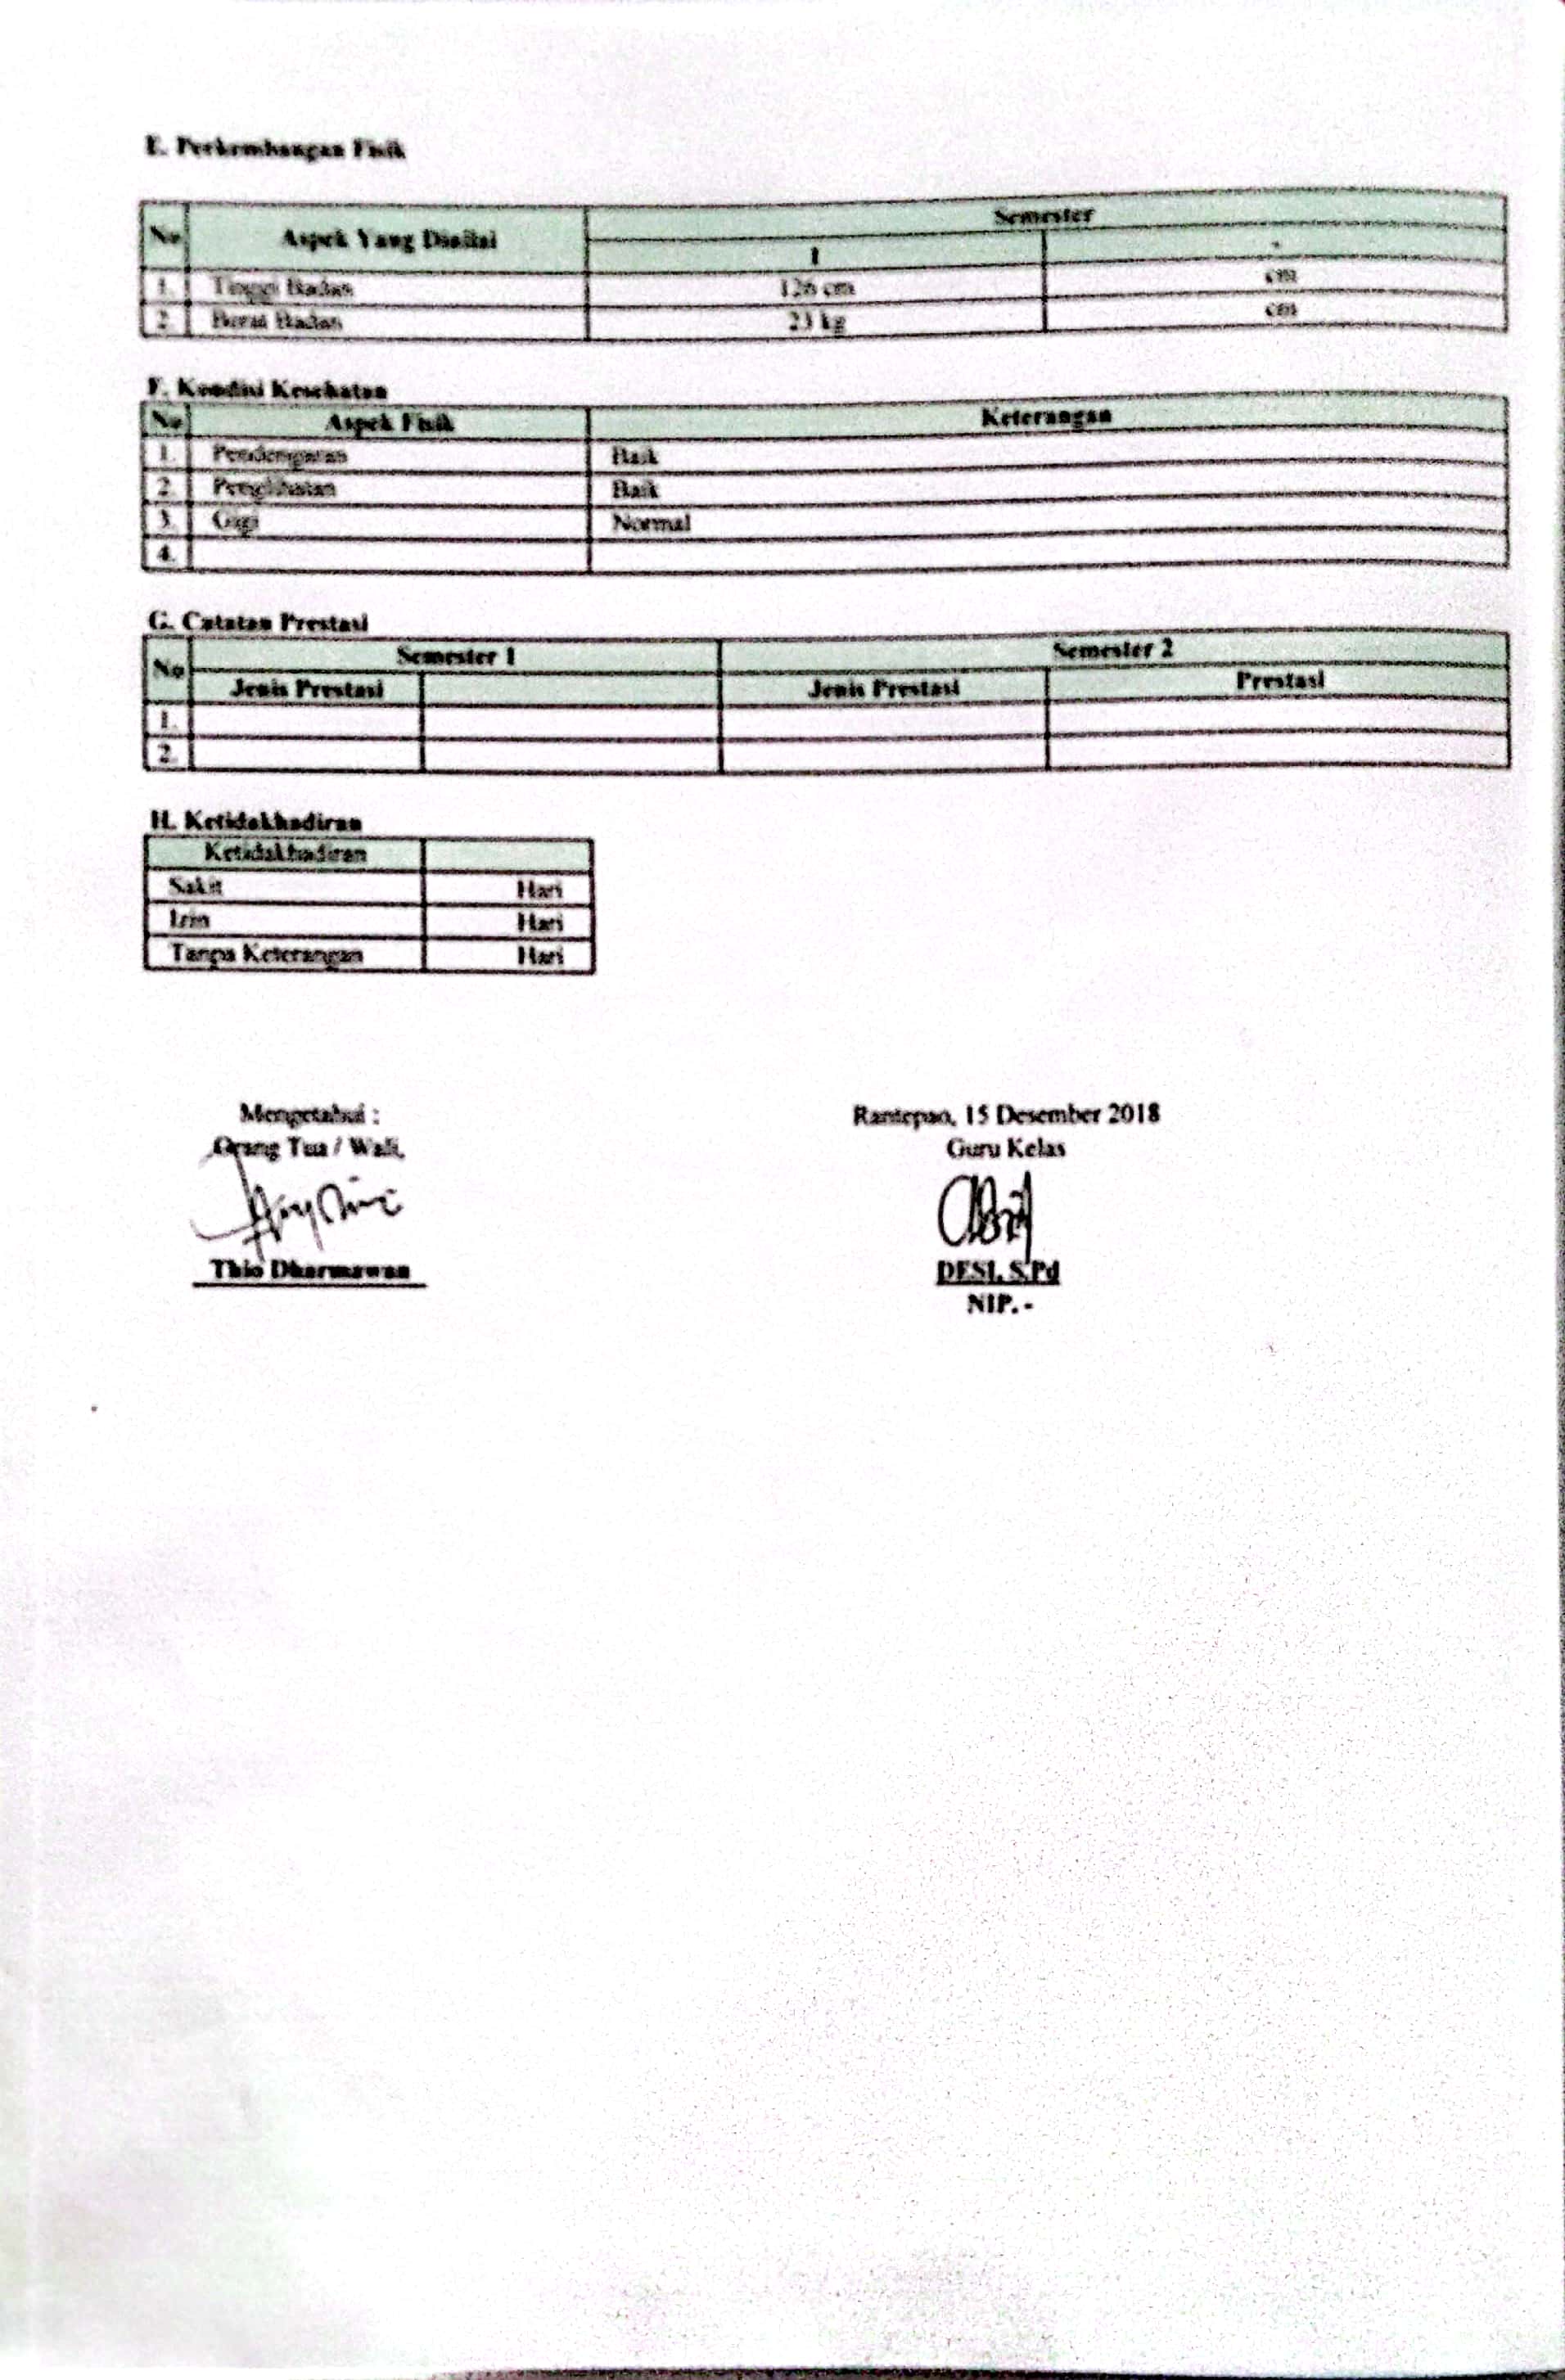 E. Perkembangan Fisik
No Aspek Yang Dinilai Semester
1 -
1. Tinggi Badan 126 cm cm
2. Berat Badan 23 kg cm
F. Kondisi Kesehatan
No Aspek Fisik Keterangan
1. Pendengaran Baik
2. Penglihatan Baik
3. Gigi Normal
4.
G. Catatan Prestasi
No Semester 1 Semester 2
Jenis Prestasi Jenis Prestasi Prestasi
1.
2.
H. Ketidakhadiran
Ketidakhadiran
Sakit Hari
Izin Hari
Tanpa Keterangan Hari
Mengetahui :
Orang Tua / Wali,
Thio Dharmawan
Rantepao, 15 Desember 2018
Guru Kelas
DESI, S.Pd
NIP. -